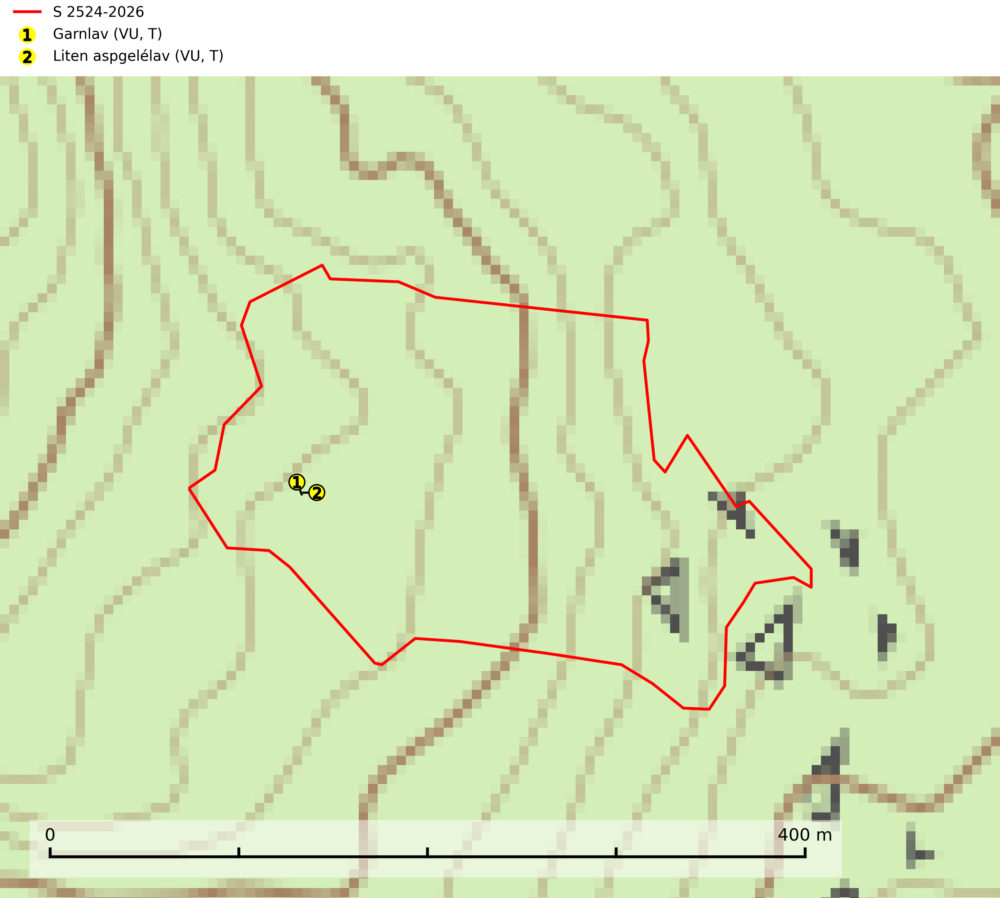 S 2524-2026
1 Garnlav (VU, T)
2 Liten aspgelélav (VU, T)
1
2
0 400 m